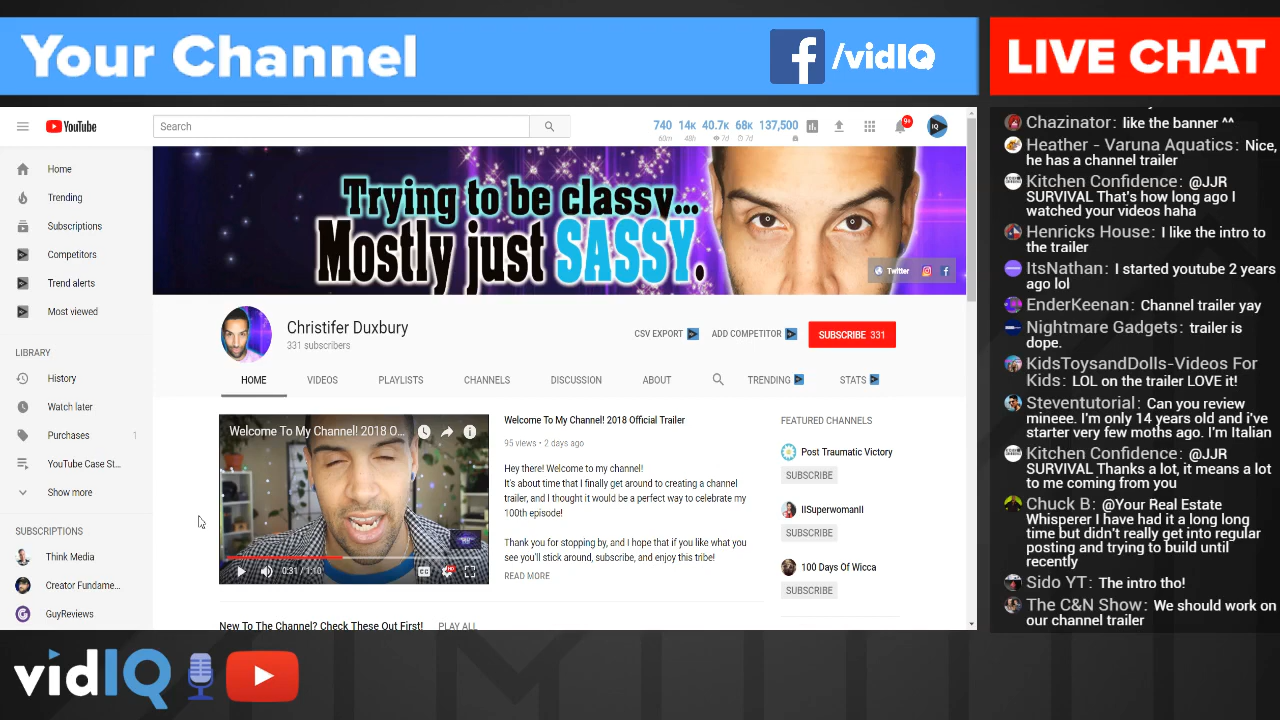 Your Channel
f /vidIQ
LIVE CHAT
YouTube
Search
740 14K 40.7K 68K 137,500
60m 48h 7d 7d
9+
IQ
Home
Trending
Subscriptions
Competitors
Trend alerts
Most viewed
LIBRARY
History
Watch later
Purchases 1
YouTube Case St...
Show more
SUBSCRIPTIONS
Think Media
Creator Fundame...
GuyReviews
Trying to be classy...
Mostly just SASSY.
Twitter
Christifer Duxbury
331 subscribers
CSV EXPORT
ADD COMPETITOR
SUBSCRIBE 331
HOME
VIDEOS
PLAYLISTS
CHANNELS
DISCUSSION
ABOUT
TRENDING
STATS
Welcome To My Channel! 2018 O...
0:31 / 1:10
CC
HD
Welcome To My Channel! 2018 Official Trailer
95 views • 2 days ago
Hey there! Welcome to my channel!
It's about time that I finally get around to creating a channel
trailer, and I thought it would be a perfect way to celebrate my
100th episode!
Thank you for stopping by, and I hope that if you like what you
see you'll stick around, subscribe, and enjoy this tribe!
READ MORE
FEATURED CHANNELS
Post Traumatic Victory
SUBSCRIBE
IISuperwomanII
SUBSCRIBE
100 Days Of Wicca
SUBSCRIBE
New To The Channel? Check These Out First! PLAY ALL
Chazinator: like the banner ^^
Heather - Varuna Aquatics: Nice,
he has a channel trailer
Kitchen Confidence: @JJR
SURVIVAL That's how long ago I
watched your videos haha
Henricks House: I like the intro to
the trailer
ItsNathan: I started youtube 2 years
ago lol
EnderKeenan: Channel trailer yay
Nightmare Gadgets: trailer is
dope.
KidsToysandDolls-Videos For
Kids: LOL on the trailer LOVE it!
Steventutorial: Can you review
mineee. I'm only 14 years old and i've
starter very few moths ago. I'm Italian
Kitchen Confidence: @JJR
SURVIVAL Thanks a lot, it means a lot
to me coming from you
Chuck B: @Your Real Estate
Whisperer I have had it a long long
time but didn't really get into regular
posting and trying to build until
recently
Sido YT: The intro tho!
The C&N Show: We should work on
our channel trailer
vidIQ